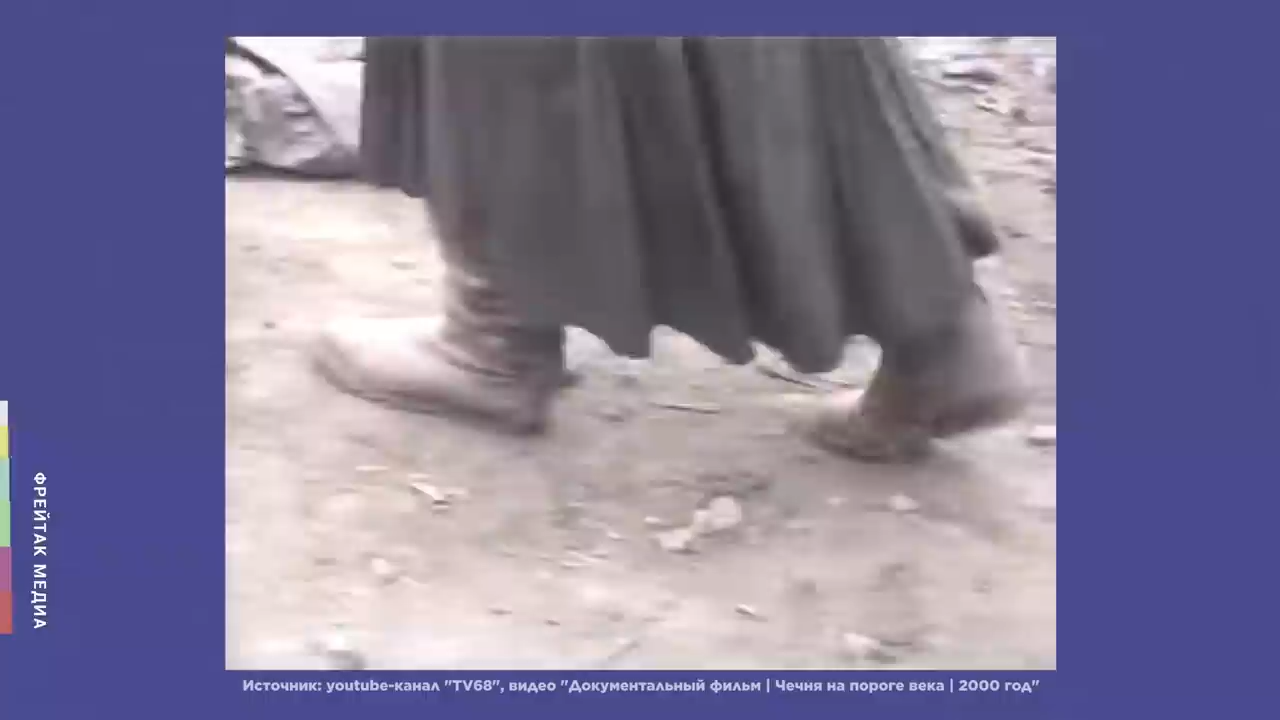 ФРЕЙТАК МЕДИА
Источник: youtube-канал "TV68", видео "Документальный фильм | Чечня на пороге века | 2000 год"